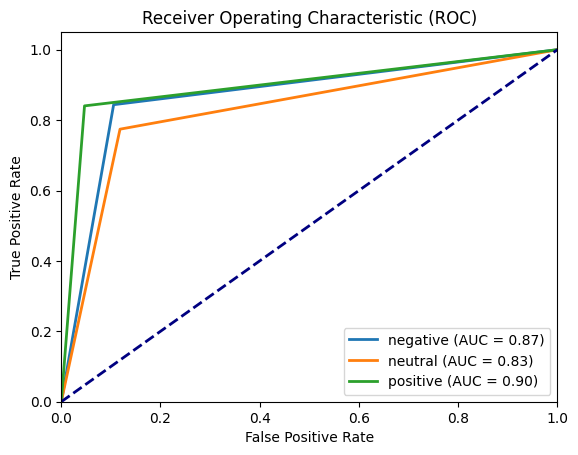 Receiver Operating Characteristic (ROC)
1.0
0.8
0.6
0.4
0.2
0.0
True Positive Rate
negative (AUC = 0.87)
neutral (AUC = 0.83)
positive (AUC = 0.90)
0.0 0.2 0.4 0.6 0.8 1.0
False Positive Rate